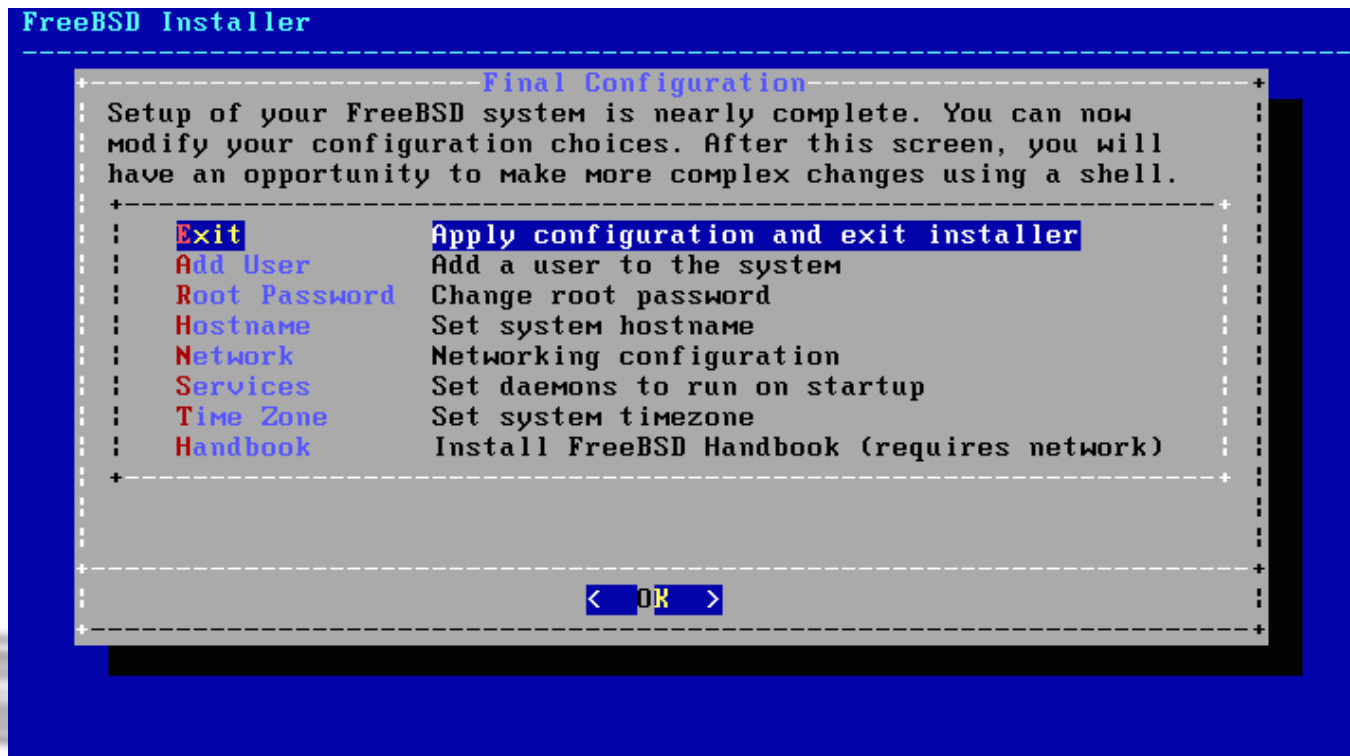 FreeBSD Installer
Final Configuration
Setup of your FreeBSD system is nearly complete. You can now
modify your configuration choices. After this screen, you will
have an opportunity to make more complex changes using a shell.
Exit Apply configuration and exit installer
Add User Add a user to the system
Root Password Change root password
Hostname Set system hostname
Network Networking configuration
Services Set daemons to run on startup
Time Zone Set system timezone
Handbook Install FreeBSD Handbook (requires network)
< OK >